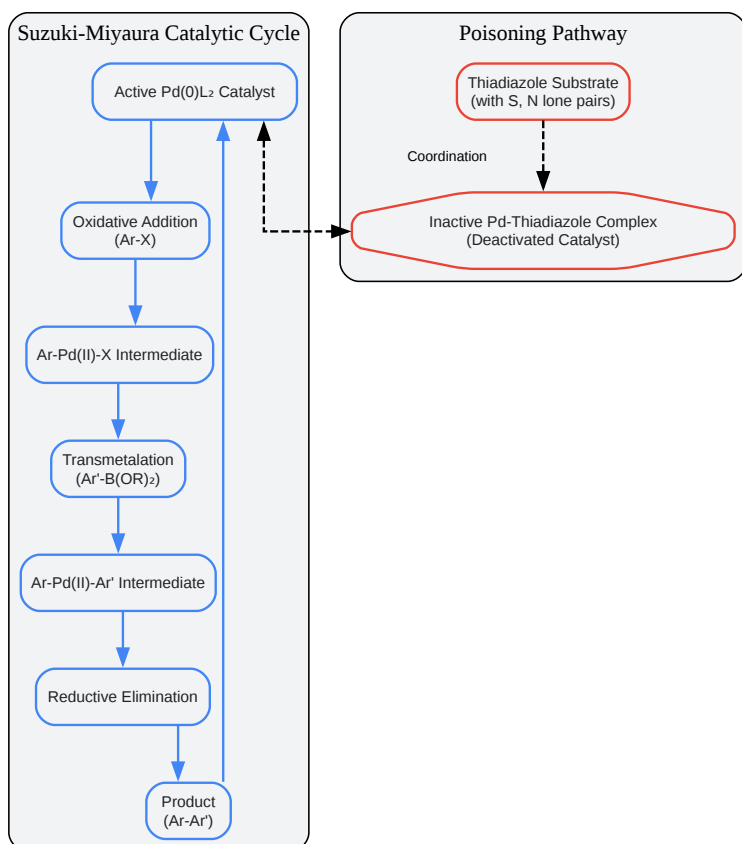 Suzuki-Miyaura Catalytic Cycle
Active Pd(0)L₂ Catalyst
Oxidative Addition
(Ar-X)
Ar-Pd(II)-X Intermediate
Transmetalation
(Ar'-B(OR)₂)
Ar-Pd(II)-Ar' Intermediate
Reductive Elimination
Product
(Ar-Ar')
Poisoning Pathway
Thiadiazole Substrate
(with S, N lone pairs)
Coordination
Inactive Pd-Thiadiazole Complex
(Deactivated Catalyst)